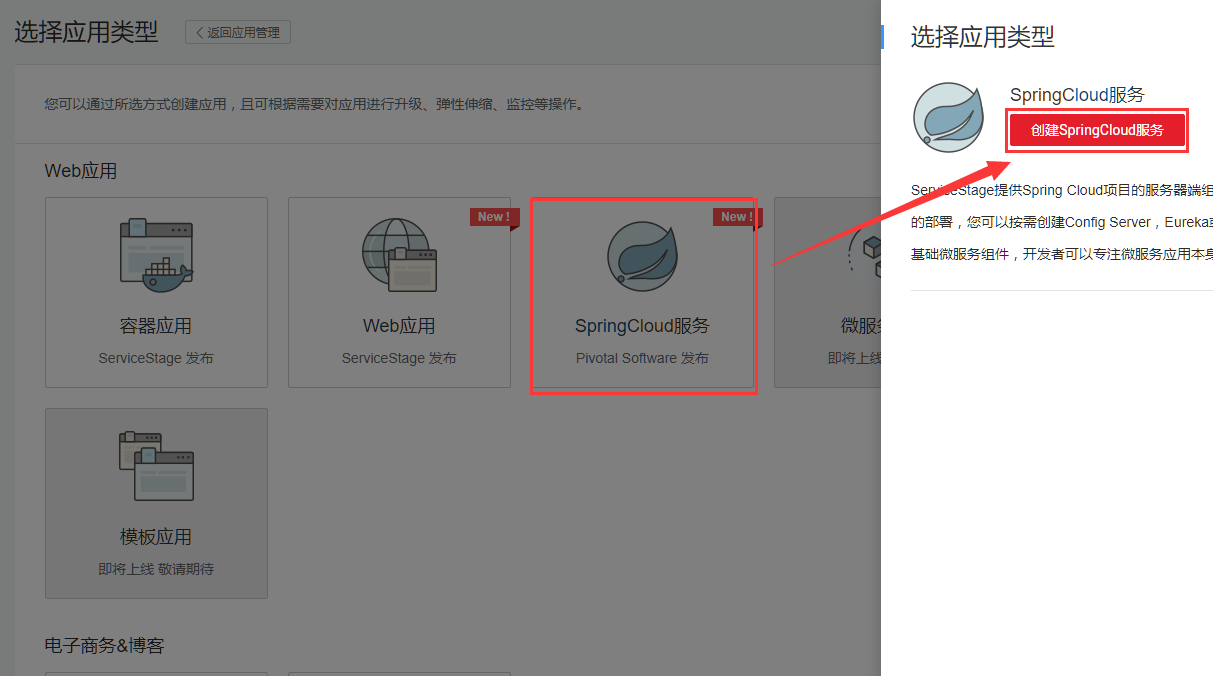 选择应用类型
返回应用管理
您可以通过所选方式创建应用，且可根据需要对应用进行升级、弹性伸缩、监控等操作。
Web应用
容器应用
ServiceStage 发布
New !
Web应用
ServiceStage 发布
New !
SpringCloud服务
Pivotal Software 发布
微服
即将上线
模板应用
即将上线 敬请期待
电子商务&博客
选择应用类型
SpringCloud服务
创建SpringCloud服务
ServiceStage提供Spring Cloud项目的服务器端组
的部署，您可以按需创建Config Server，Eureka或
基础微服务组件，开发者可以专注微服务应用本身